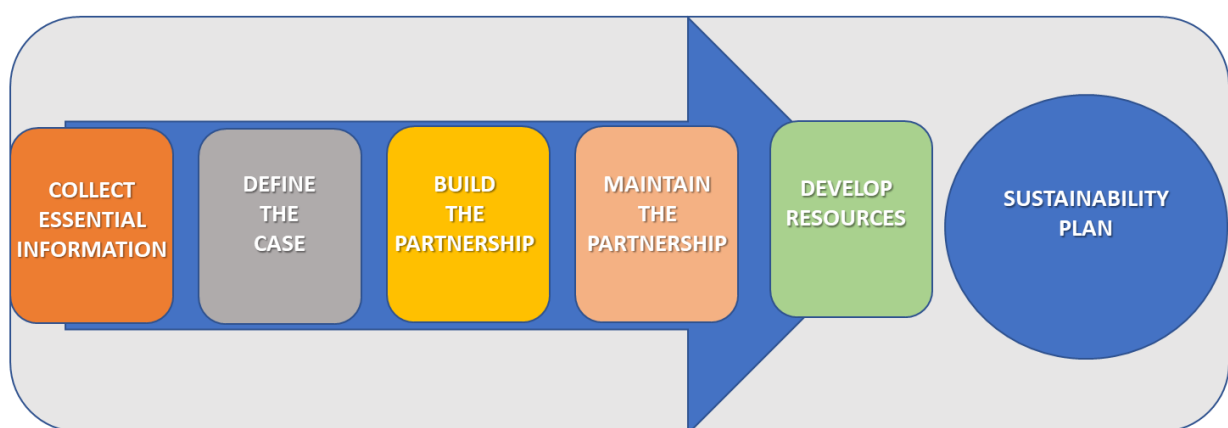 COLLECT
ESSENTIAL
INFORMATION
DEFINE
THE
CASE
BUILD
THE
PARTNERSHIP
MAINTAIN
THE
PARTNERSHIP
DEVELOP
RESOURCES
SUSTAINABILITY
PLAN